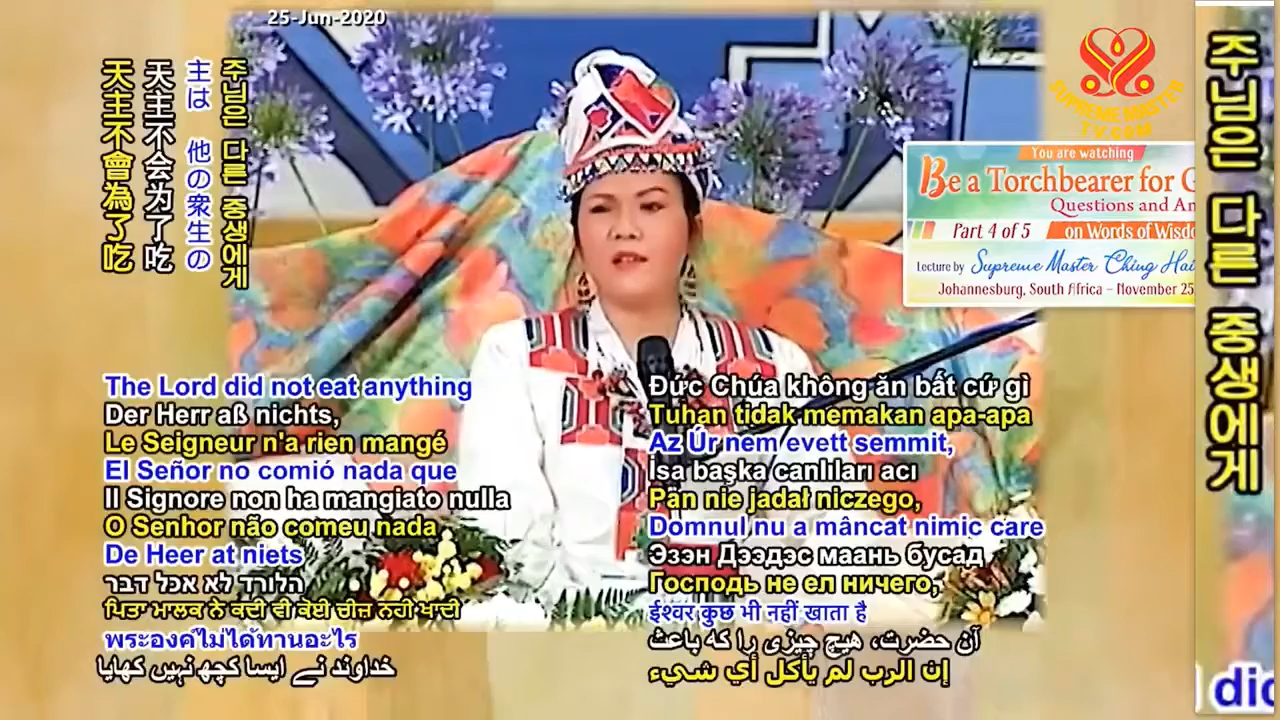 25-Jun-2020
天主不會為了吃
天主不会为了吃
主は 他の衆生の
주님은 다른 중생에게
SUPREME MASTER
TV.COM
You are watching
Be a Torchbearer for G
Questions and An
Part 4 of 5
on Words of Wisdo
Lecture by Supreme Master Ching Hai
Johannesburg, South Africa – November 25
주님은 다른 중생에게
The Lord did not eat anything
Der Herr aß nichts,
Le Seigneur n'a rien mangé
El Señor no comió nada que
Il Signore non ha mangiato nulla
O Senhor não comeu nada
De Heer at niets
הלורד לא אכל דבר
ਪਿਤਾ ਮਾਲਕ ਨੇ ਕਦੀ ਵੀ ਕੋਈ ਚੀਜ਼ ਨਹੀ ਖਾਦੀ
พระองค์ไม่ได้ทานอะไร
خداوند نے ایسا کچھ نہیں کھایا
Đức Chúa không ăn bất cứ gì
Tuhan tidak memakan apa-apa
Az Úr nem evett semmit,
İsa başka canlıları acı
Pan nie jadał niczego,
Domnul nu a mâncat nimic care
Эзэн Дээдэс маань бусад
Господь не ел ничего,
ईश्वर कुछ भी नहीं खाता है
آن حضرت، هیچ چیزی را که باعث
إن الرب لم يأكل أي شيء
did